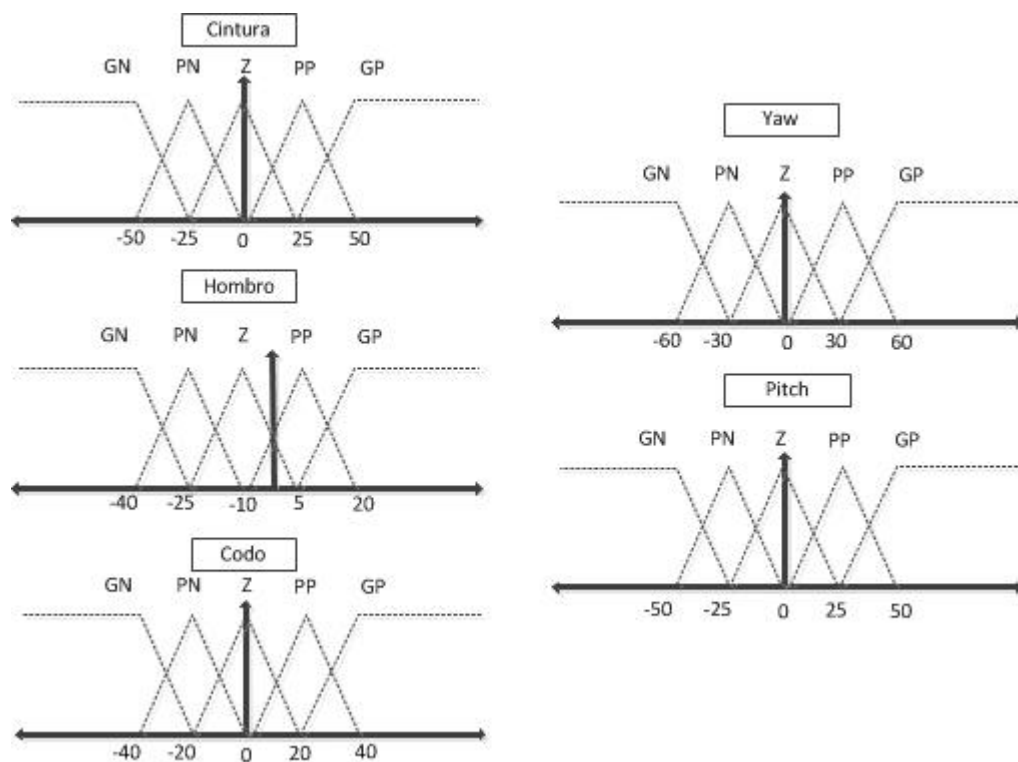 Cintura
GN PN Z PP GP
-50 -25 0 25 50
Hombro
GN PN Z PP GP
-40 -25 -10 5 20
Codo
GN PN Z PP GP
-40 -20 0 20 40
Yaw
GN PN Z PP GP
-60 -30 0 30 60
Pitch
GN PN Z PP GP
-50 -25 0 25 50